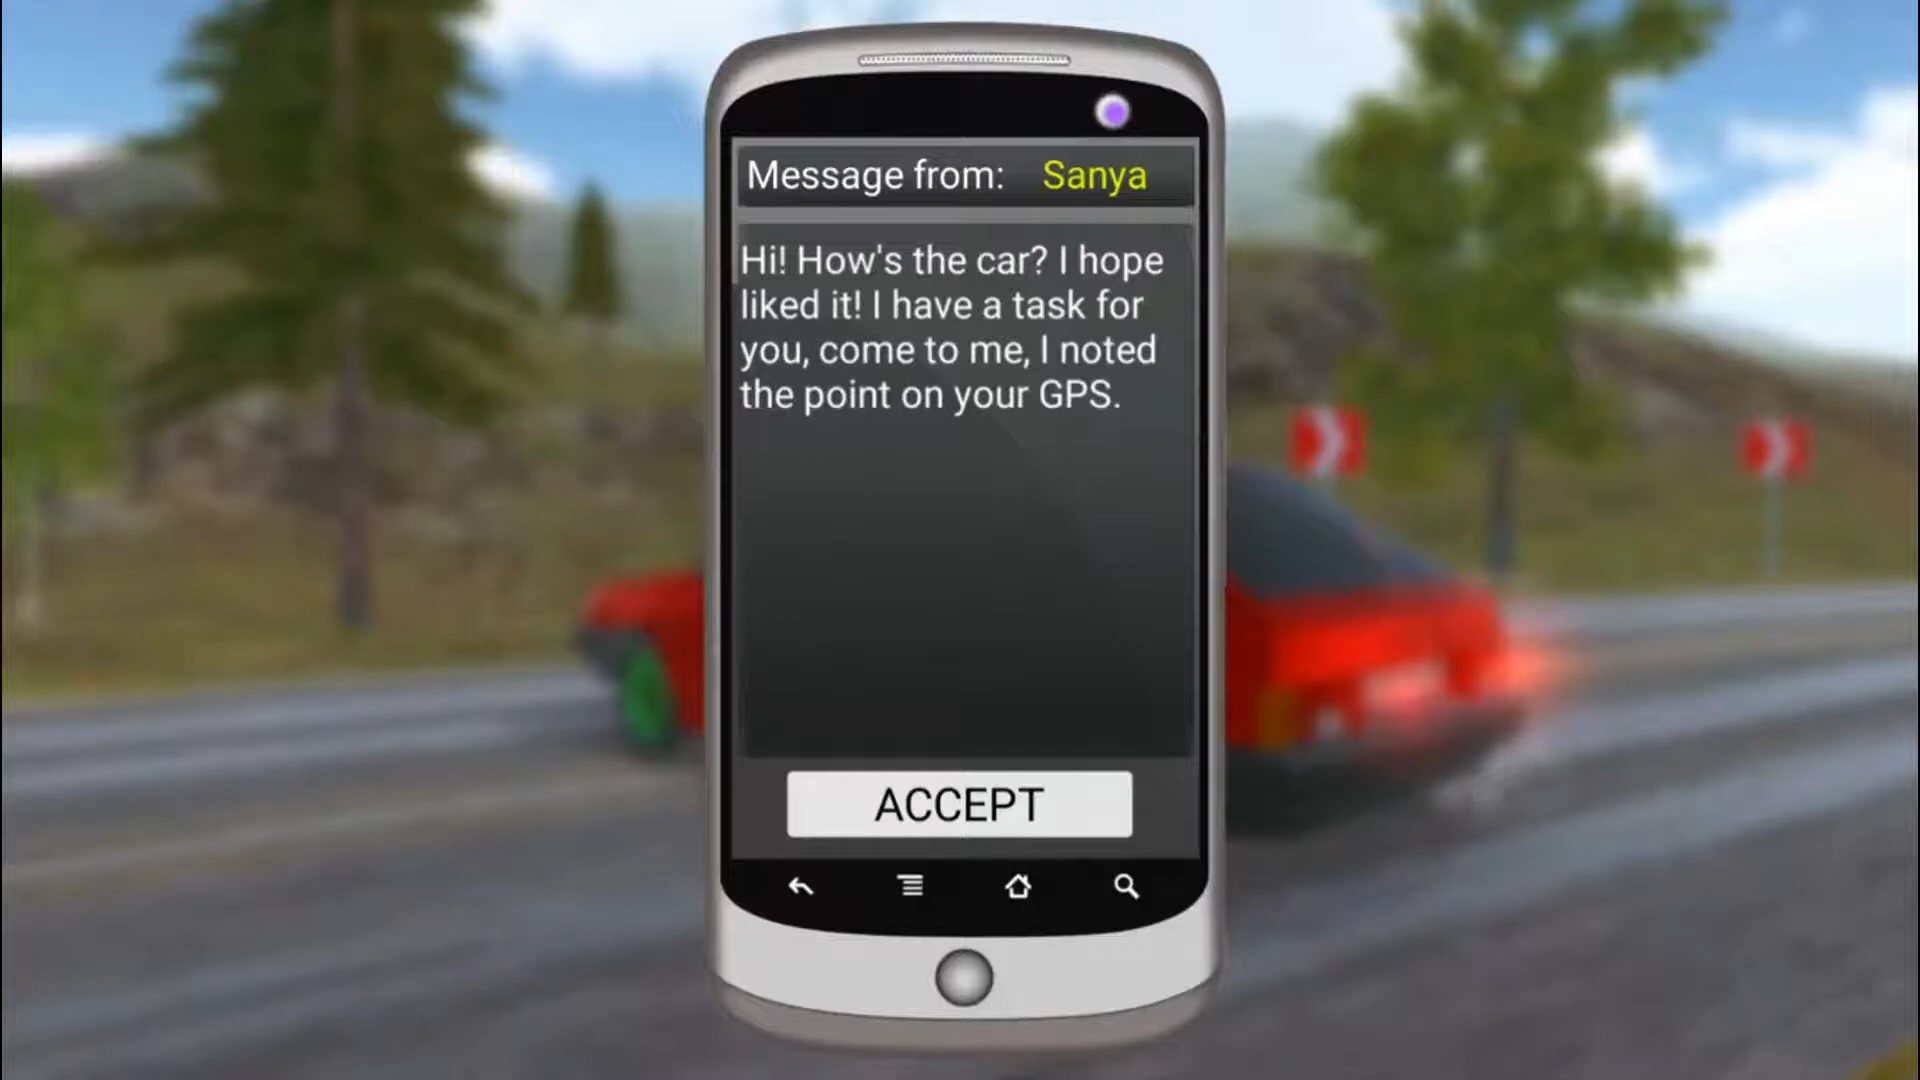 Message from: Sanya
Hi! How's the car? I hope
liked it! I have a task for
you, come to me, I noted
the point on your GPS.
ACCEPT